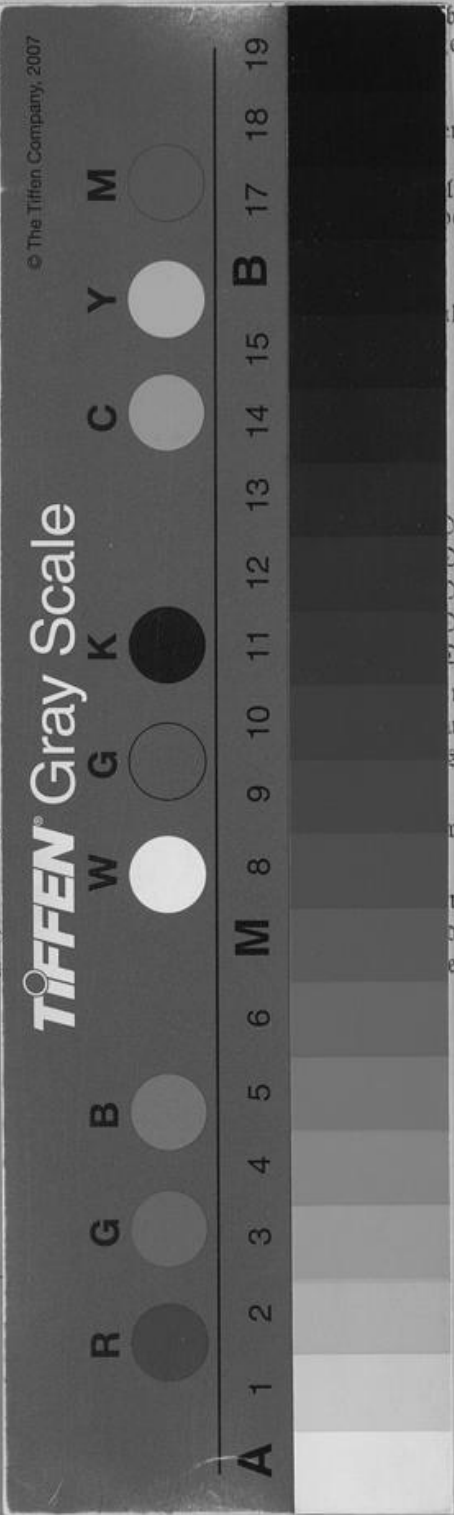 © The Tiffen Company, 2007
TIFFEN® Gray Scale
R G B W G K C Y M
A 1 2 3 4 5 6 M 8 9 10 11 12 13 14 15 B 17 18 19